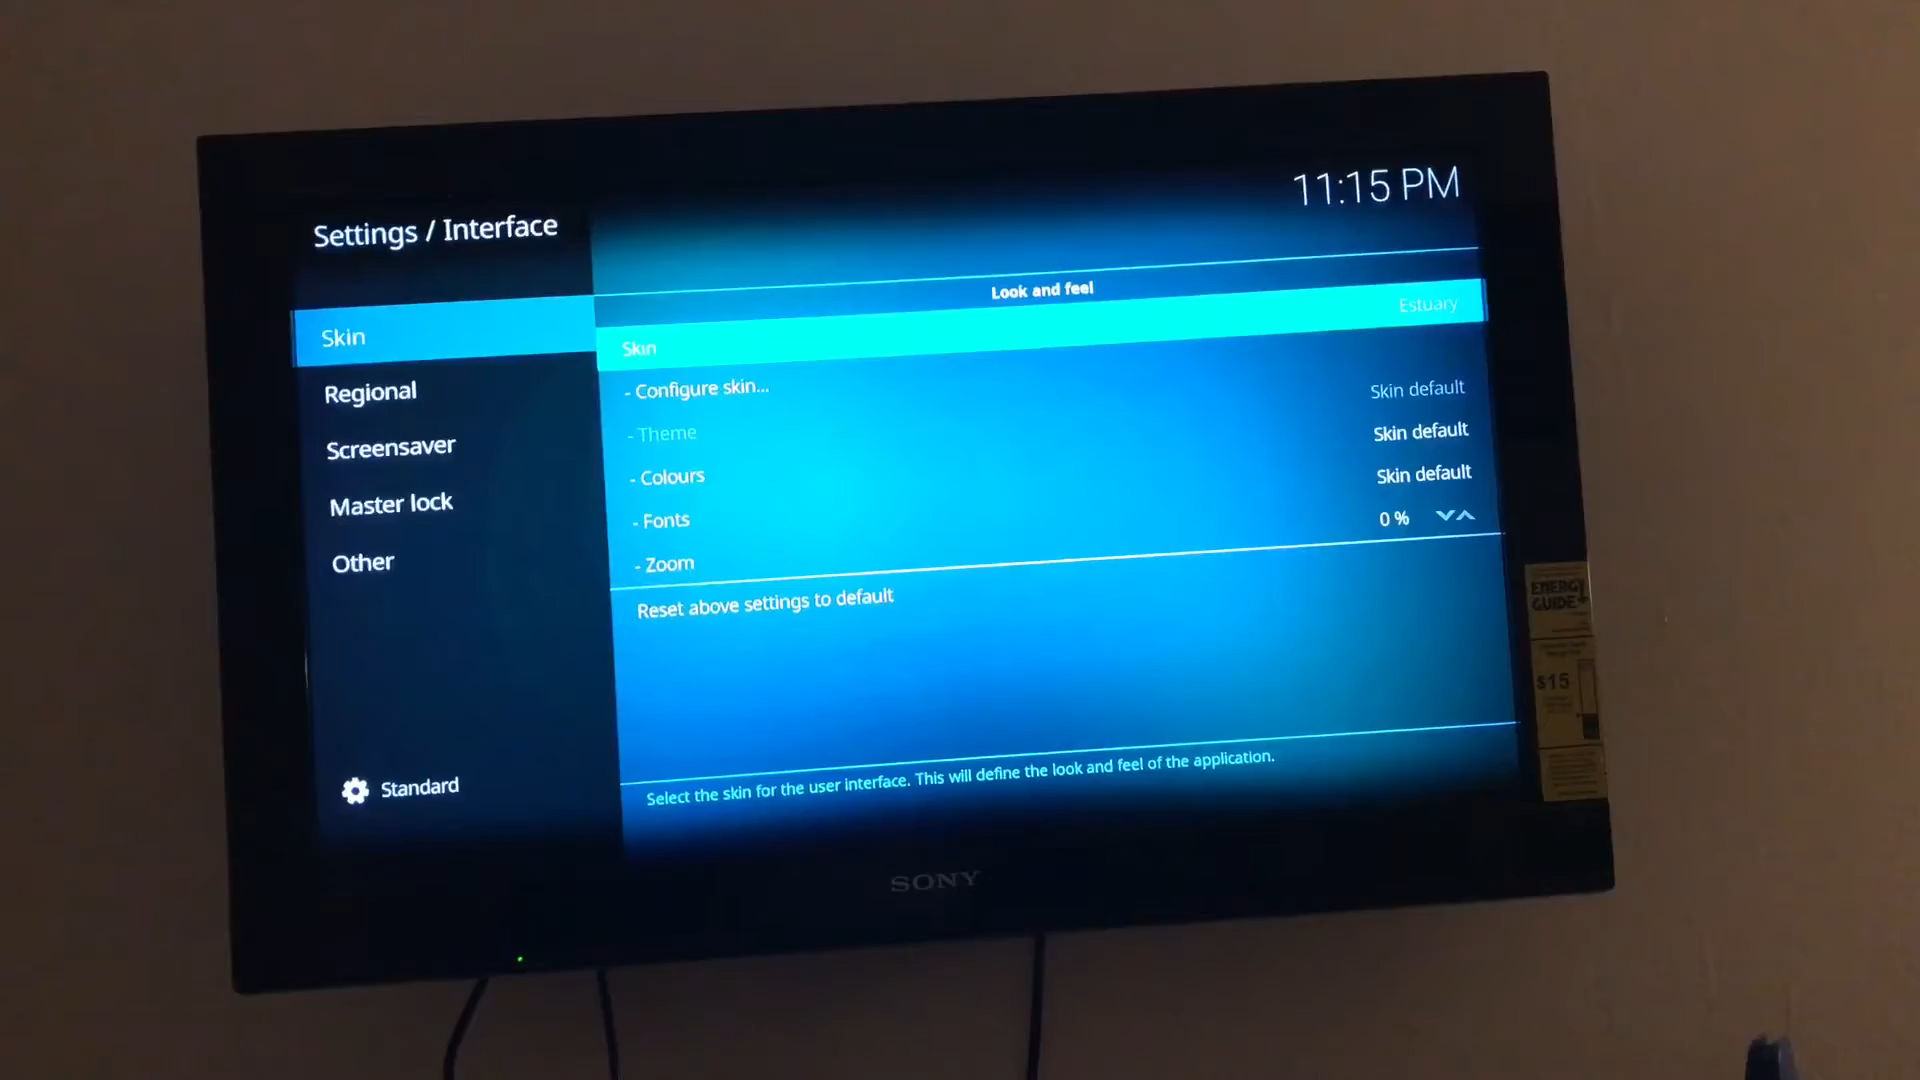 11:15 PM
Settings / Interface
Look and feel
Skin
Regional
Screensaver
Master lock
Other
Standard
Skin Estuary
- Configure skin...
- Theme Skin default
- Colours Skin default
- Fonts Skin default
- Zoom 0 %
Reset above settings to default
Select the skin for the user interface. This will define the look and feel of the application.
SONY
ENERGY
GUIDE
$15